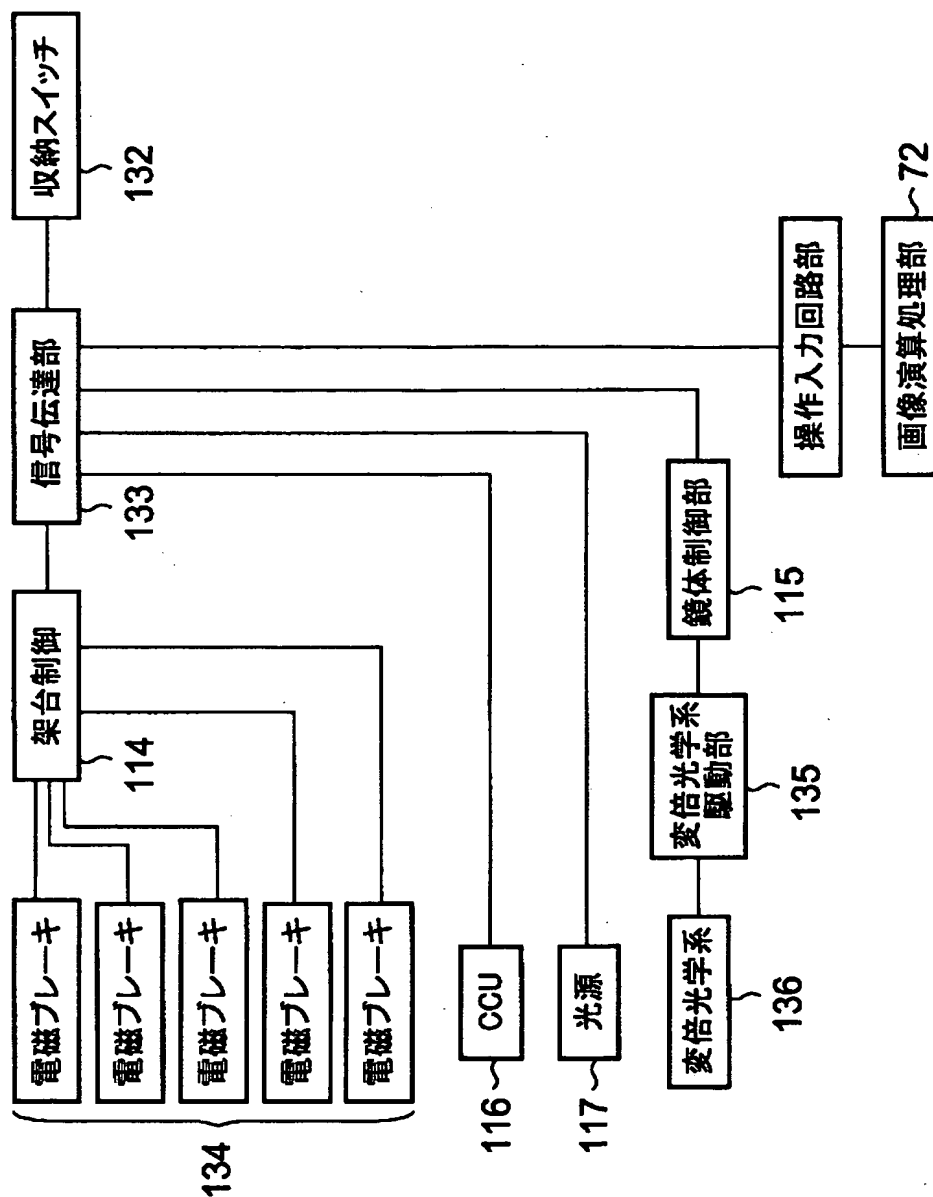 電磁ブレーキ
電磁ブレーキ
電磁ブレーキ
電磁ブレーキ
電磁ブレーキ
134
架台制御
114
信号伝達部
133
収納スイッチ
132
CCU
116
光源
117
変倍光学系
136
変倍光学系
駆動部
135
鏡体制御部
115
操作入力回路部
画像演算処理部
72